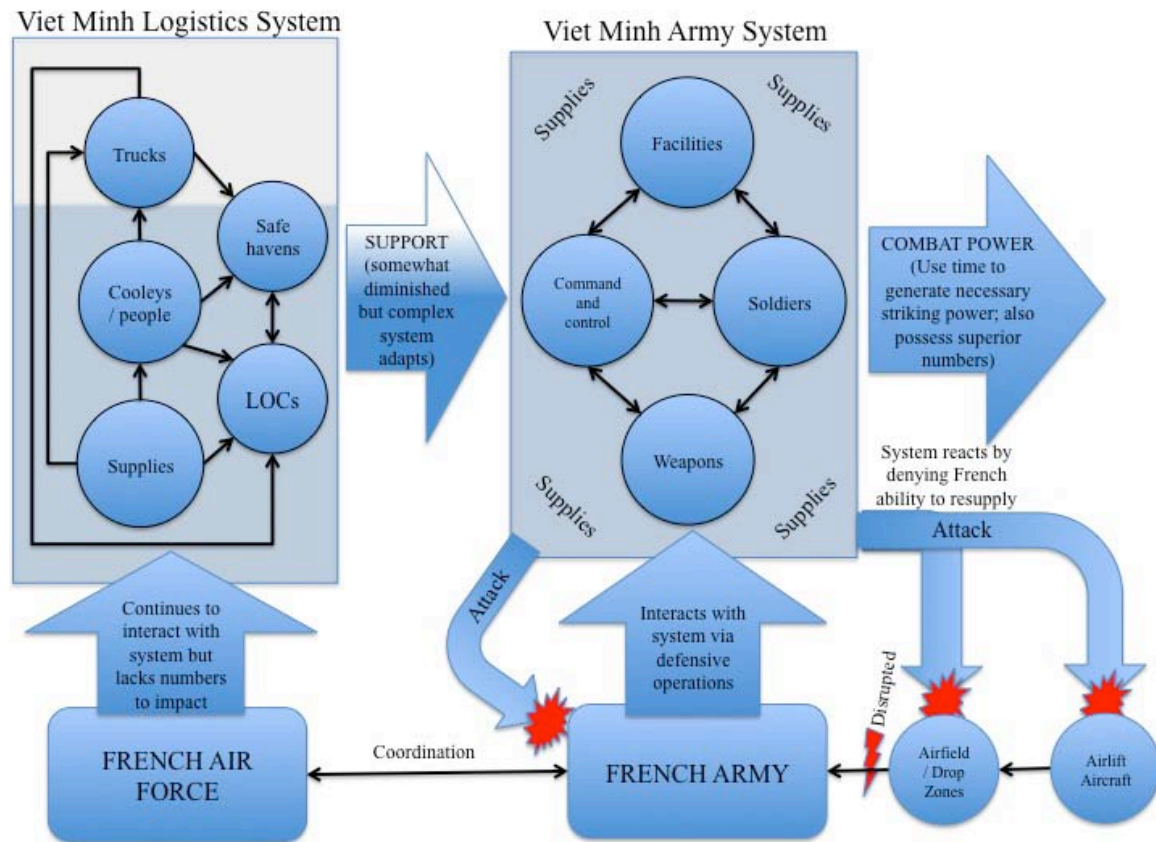 Viet Minh Logistics System
Trucks
Safe
havens
Cooleys
/ people
LOCs
Supplies
SUPPORT
(somewhat
diminished
but complex
system
adapts)
Viet Minh Army System
Supplies
Supplies
Facilities
Command
and
control
Soldiers
Weapons
Supplies
Supplies
COMBAT POWER
(Use time to
generate necessary
striking power; also
possess superior
numbers)
System reacts by
denying French
ability to resupply
Attack
Attack
Continues to
interact with
system but
lacks numbers
to impact
Interacts with
system via
defensive
operations
FRENCH AIR
FORCE
Coordination
FRENCH ARMY
Disrupted
Airfield
/ Drop
Zones
Airlift
Aircraft